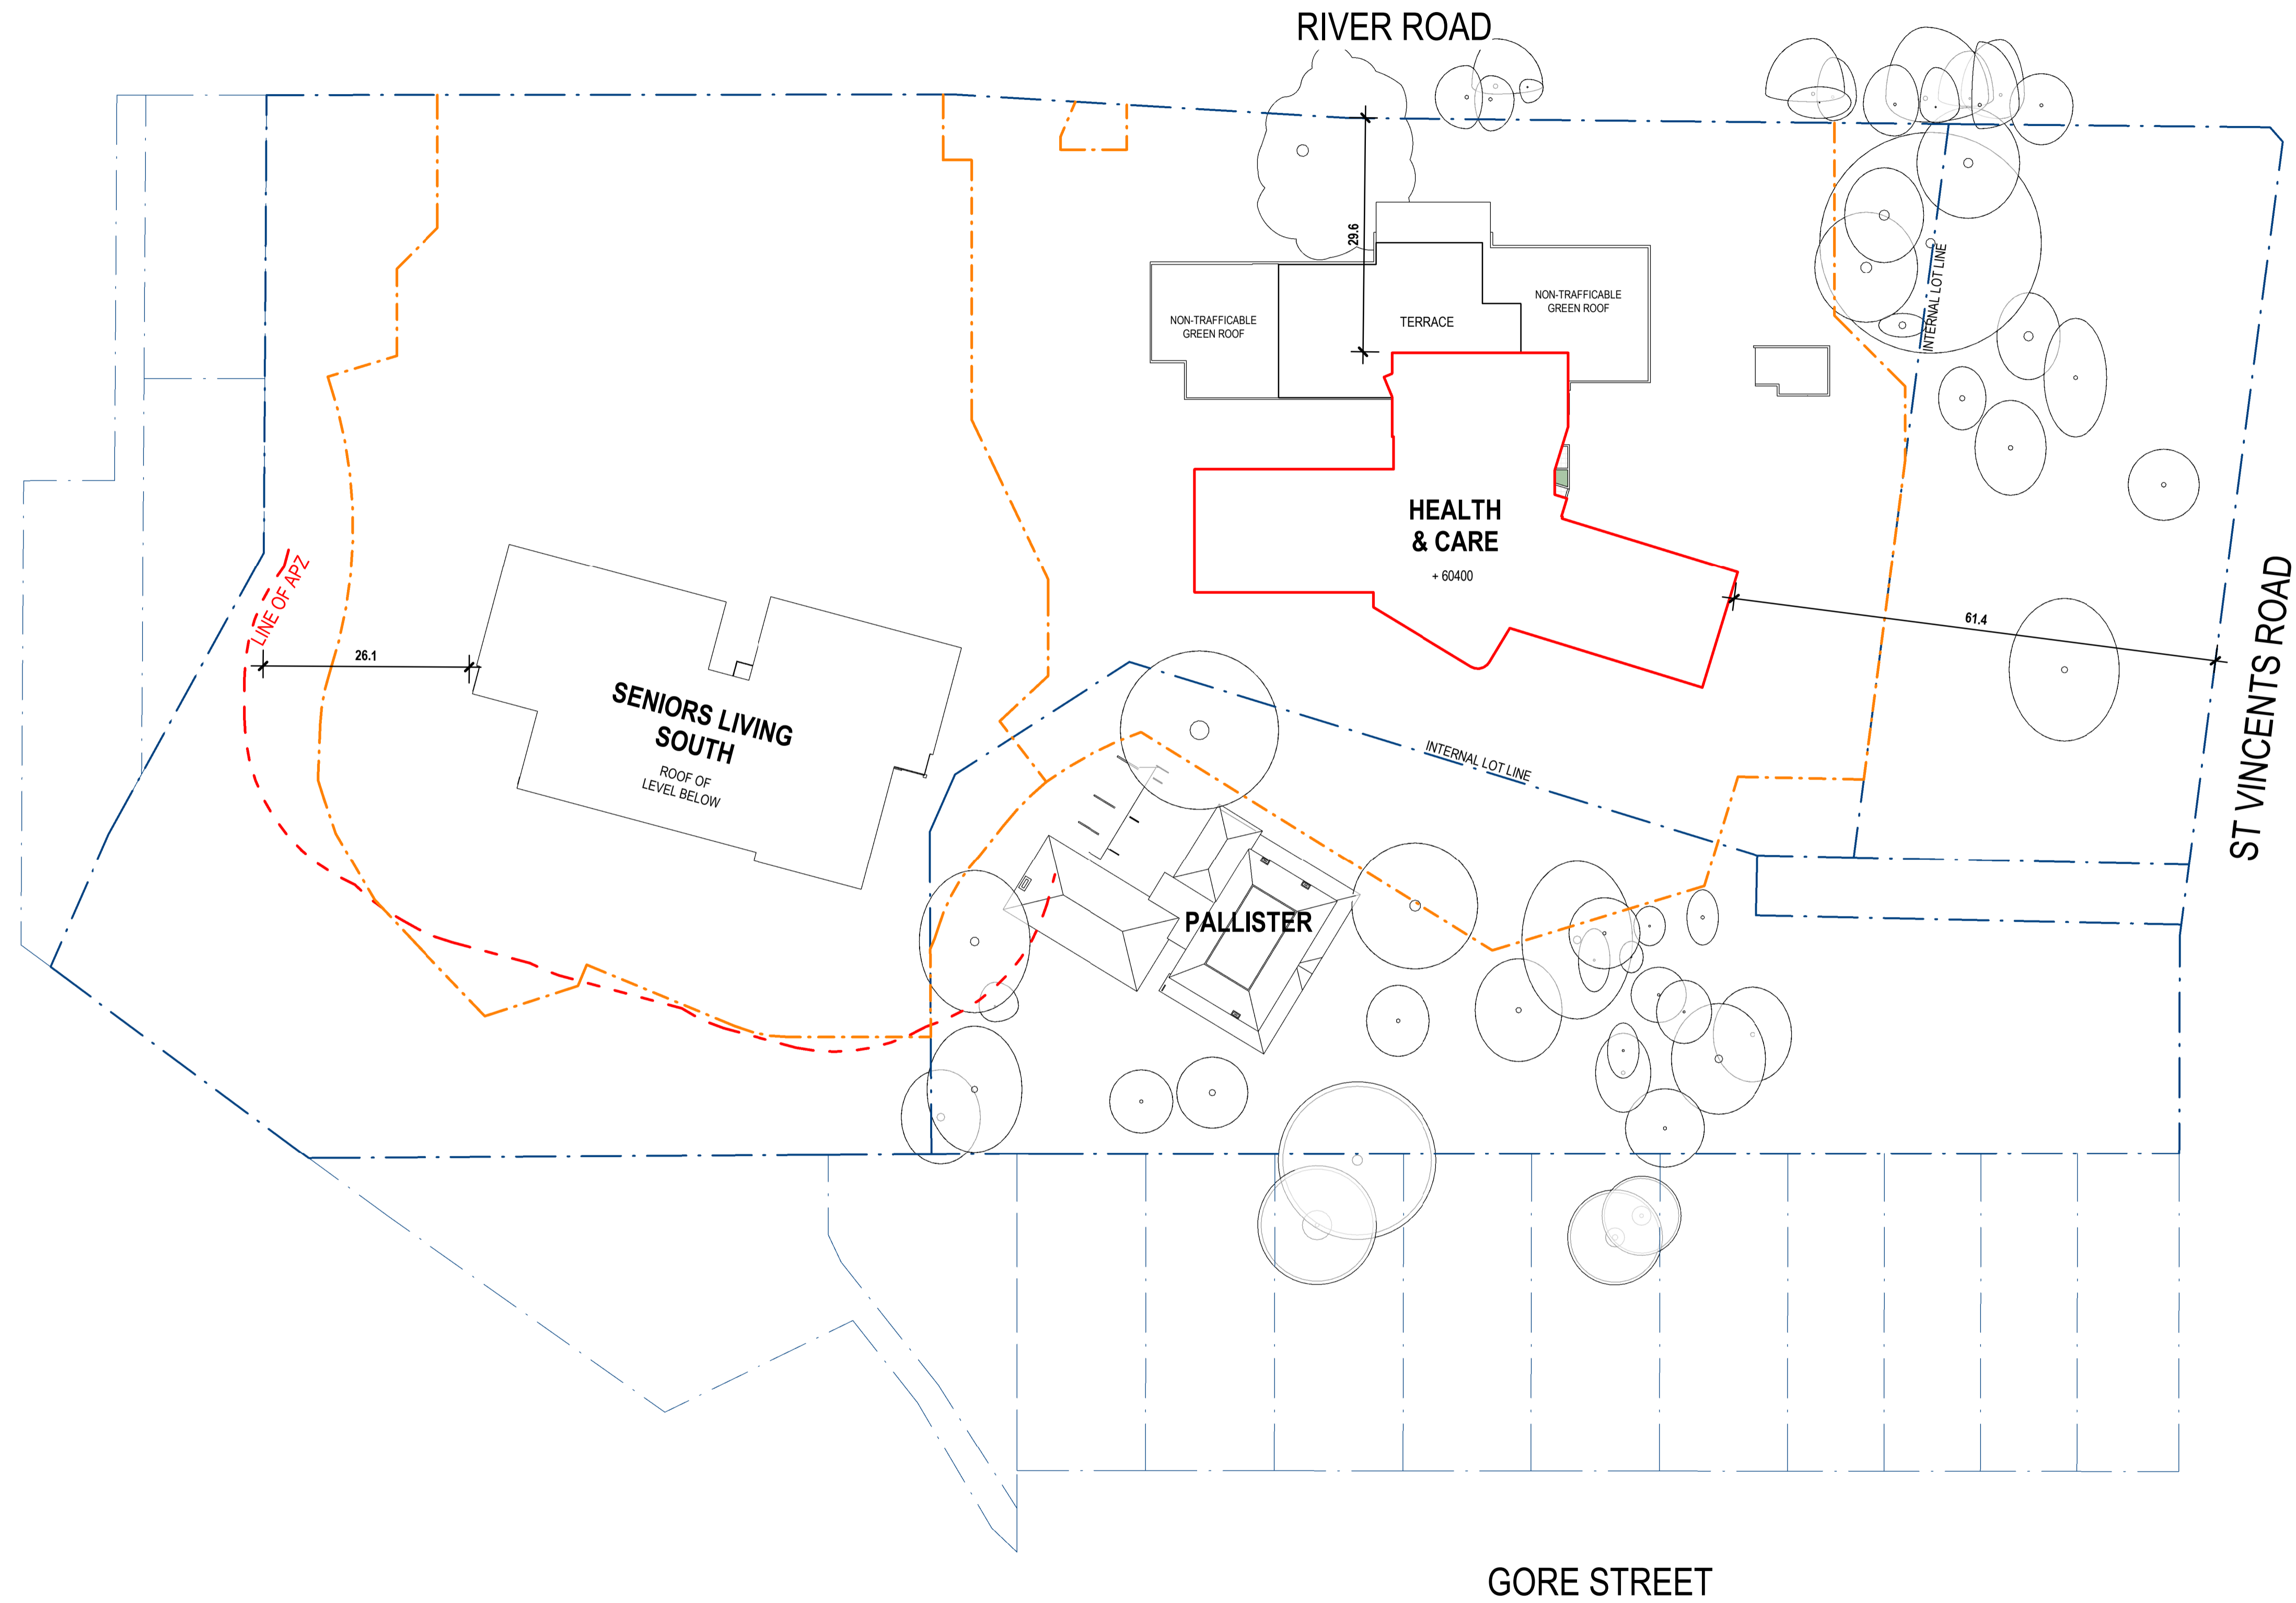 RIVER ROAD
29.6
INTERNAL LOT LINE
NON-TRAFFICABLE
GREEN ROOF
TERRACE
NON-TRAFFICABLE
GREEN ROOF
HEALTH
& CARE
+ 60400
LINE OF APZ
26.1
61.4
ST VINCENTS ROAD
SENIORS LIVING
SOUTH
ROOF OF
LEVEL BELOW
INTERNAL LOT LINE
PALLISTER
GORE STREET